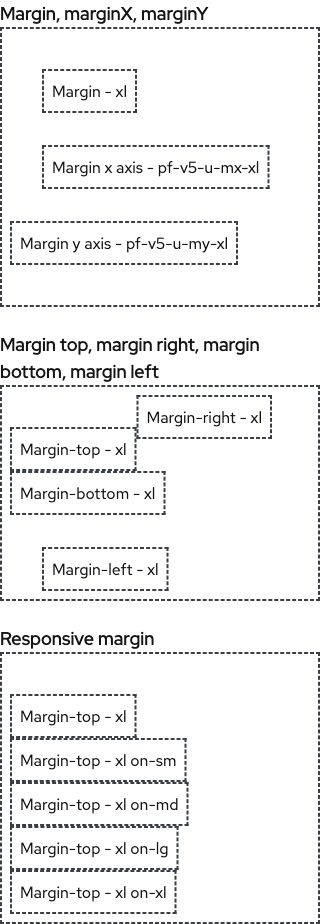 Margin, marginX, marginY
Margin - xl
Margin x axis - pf-v5-u-mx-xl
Margin y axis - pf-v5-u-my-xl
Margin top, margin right, margin
bottom, margin left
Margin-right - xl
Margin-top - xl
Margin-bottom - xl
Margin-left - xl
Responsive margin
Margin-top - xl
Margin-top - xl on-sm
Margin-top - xl on-md
Margin-top - xl on-lg
Margin-top - xl on-xl